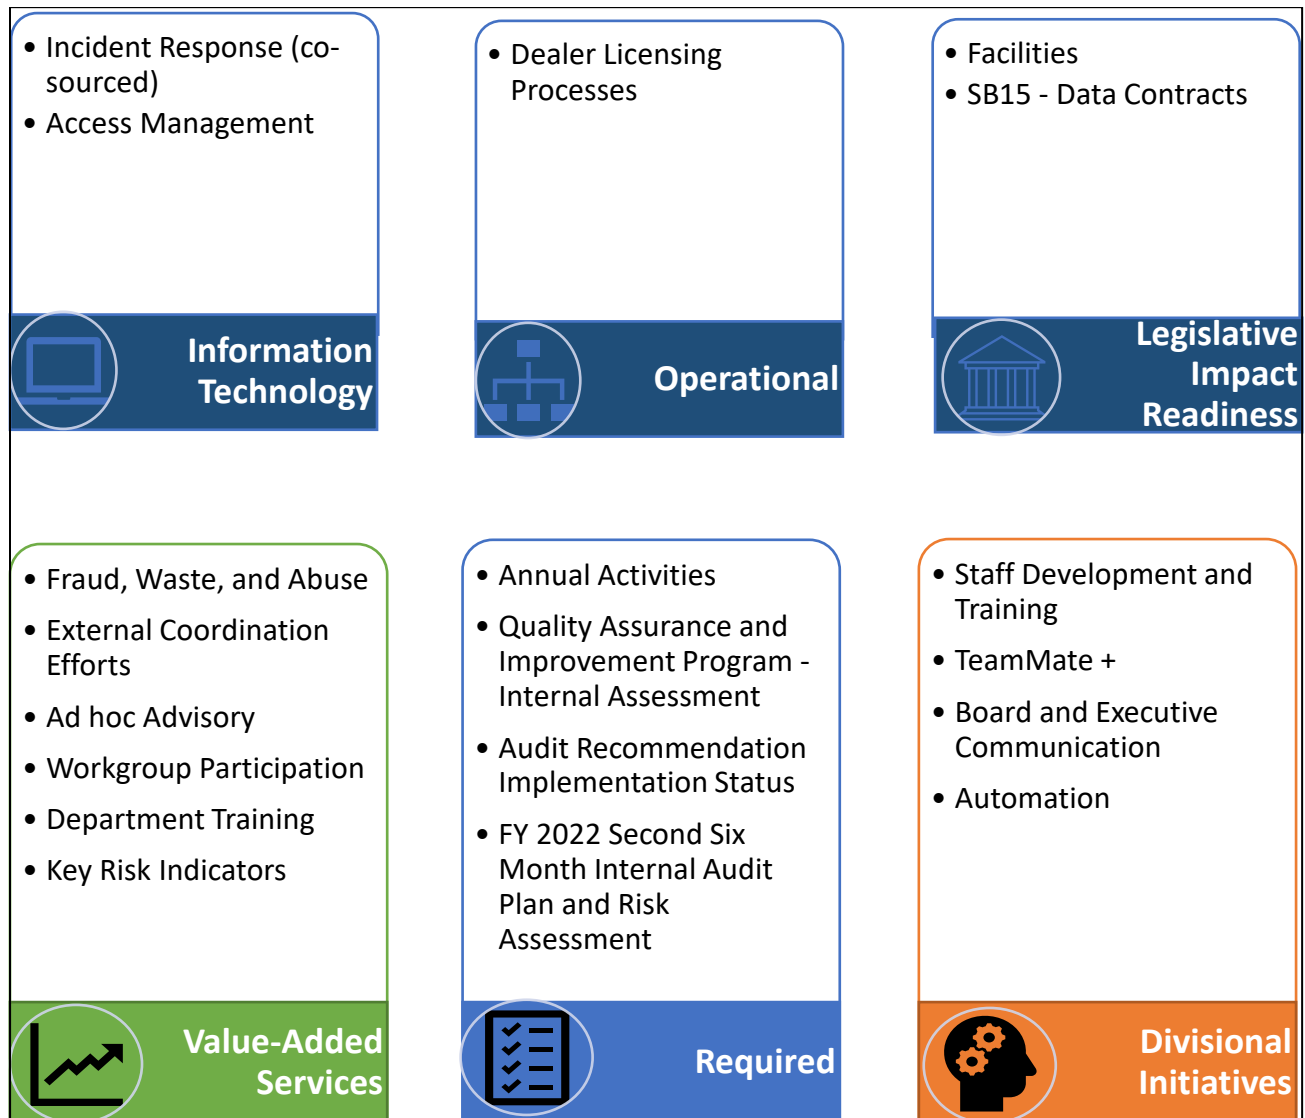 • Incident Response (co-
sourced)
• Access Management
Information
Technology
• Dealer Licensing
Processes
Operational
• Facilities
• SB15 - Data Contracts
Legislative
Impact
Readiness
• Fraud, Waste, and Abuse
• External Coordination
Efforts
• Ad hoc Advisory
• Workgroup Participation
• Department Training
• Key Risk Indicators
Value-Added
Services
• Annual Activities
• Quality Assurance and
Improvement Program -
Internal Assessment
• Audit Recommendation
Implementation Status
• FY 2022 Second Six
Month Internal Audit
Plan and Risk
Assessment
Required
• Staff Development and
Training
• TeamMate +
• Board and Executive
Communication
• Automation
Divisional
Initiatives